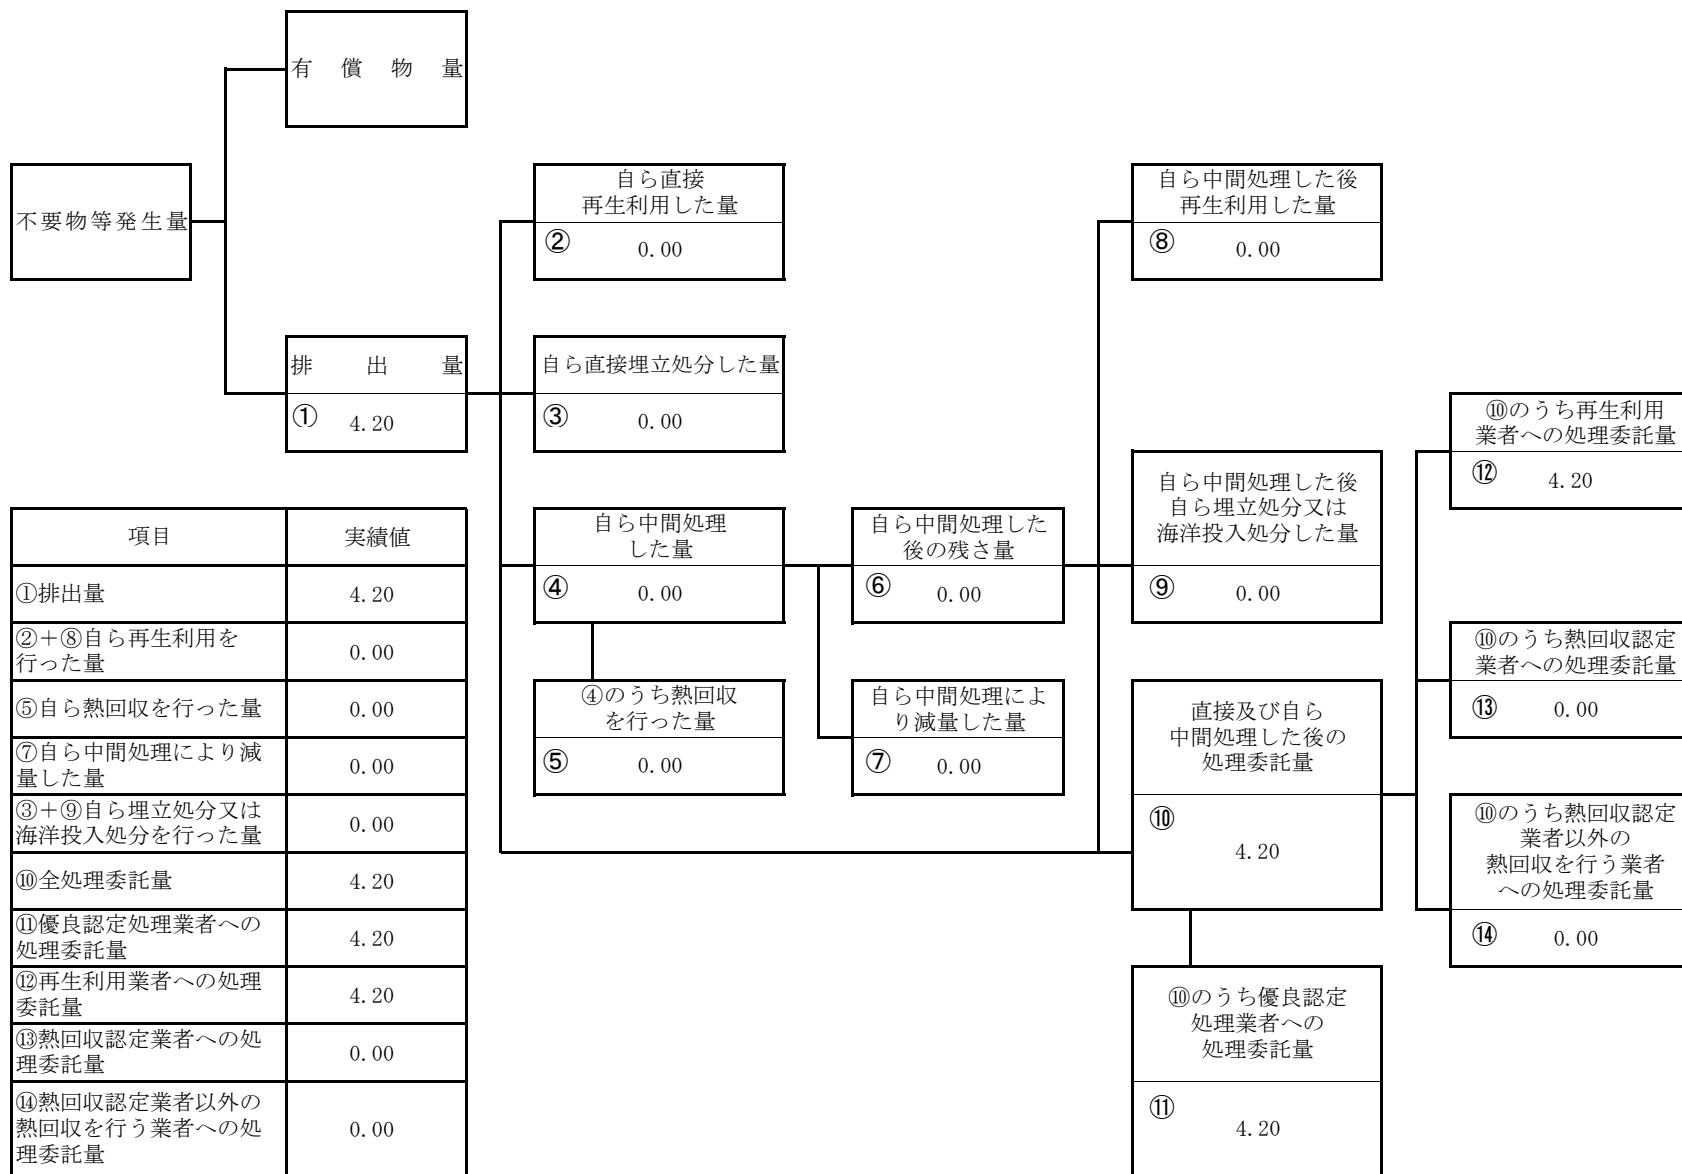 有償物量
不要物等発生量
排出量
① 4.20
自ら直接
再生利用した量
② 0.00
自ら直接埋立処分した量
③ 0.00
自ら中間処理
した量
④ 0.00
④のうち熱回収
を行った量
⑤ 0.00
自ら中間処理した
後の残さ量
⑥ 0.00
自ら中間処理によ
り減量した量
⑦ 0.00
自ら中間処理した後
再生利用した量
⑧ 0.00
自ら中間処理した後
自ら埋立処分又は
海洋投入処分した量
⑨ 0.00
直接及び自ら
中間処理した後の
処理委託量
⑩
4.20
⑩のうち優良認定
処理業者への
処理委託量
⑪
4.20
⑩のうち再生利用
業者への処理委託量
⑫ 4.20
⑩のうち熱回収認定
業者への処理委託量
⑬ 0.00
⑩のうち熱回収認定
業者以外の
熱回収を行う業者
への処理委託量
⑭ 0.00
項目 実績値
①排出量 4.20
②＋⑧自ら再生利用を
行った量 0.00
⑤自ら熱回収を行った量 0.00
⑦自ら中間処理により減
量した量 0.00
③＋⑨自ら埋立処分又は
海洋投入処分を行った量 0.00
⑩全処理委託量 4.20
⑪優良認定処理業者への
処理委託量 4.20
⑫再生利用業者への処理
委託量 4.20
⑬熱回収認定業者への処
理委託量 0.00
⑭熱回収認定業者以外の
熱回収を行う業者への処
理委託量 0.00